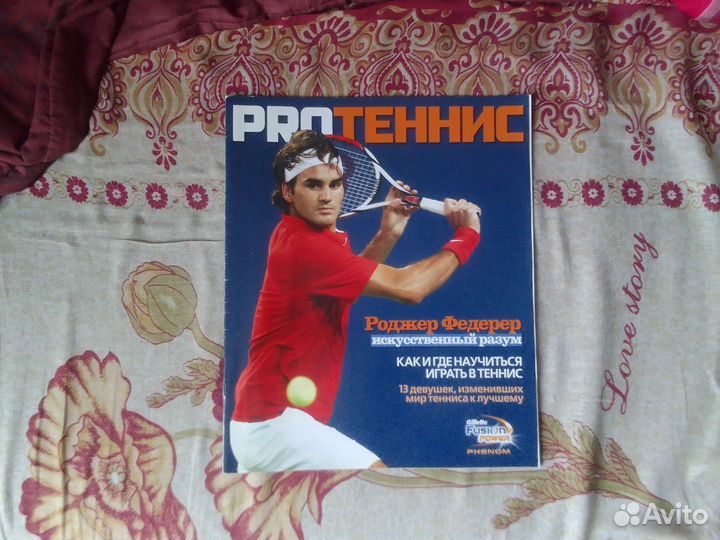 PROТЕННИС
Роджер Федерер
искусственный разум
КАК И ГДЕ НАУЧИТЬСЯ
ИГРАТЬ В ТЕННИС
13 девушек, изменивших
мир тенниса к лучшему
Gillette
FUSION
POWER
PHENOM
Love story
Avito